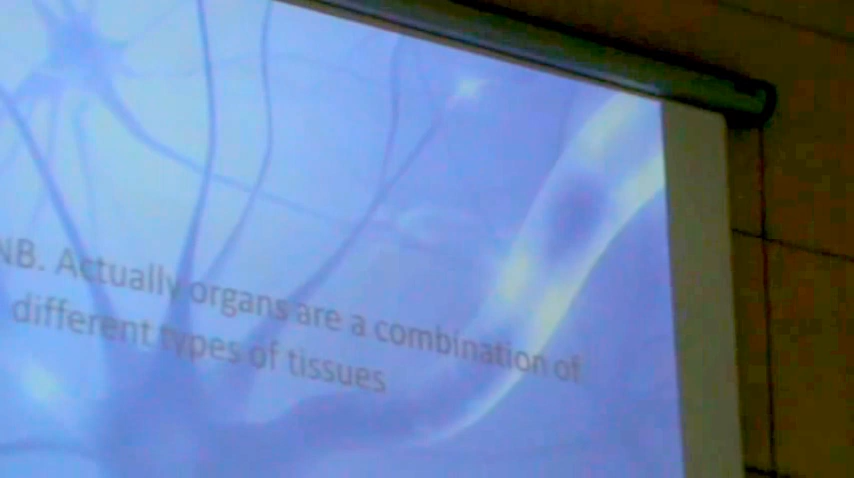 NB. Actually organs are a combination of
different types of tissues